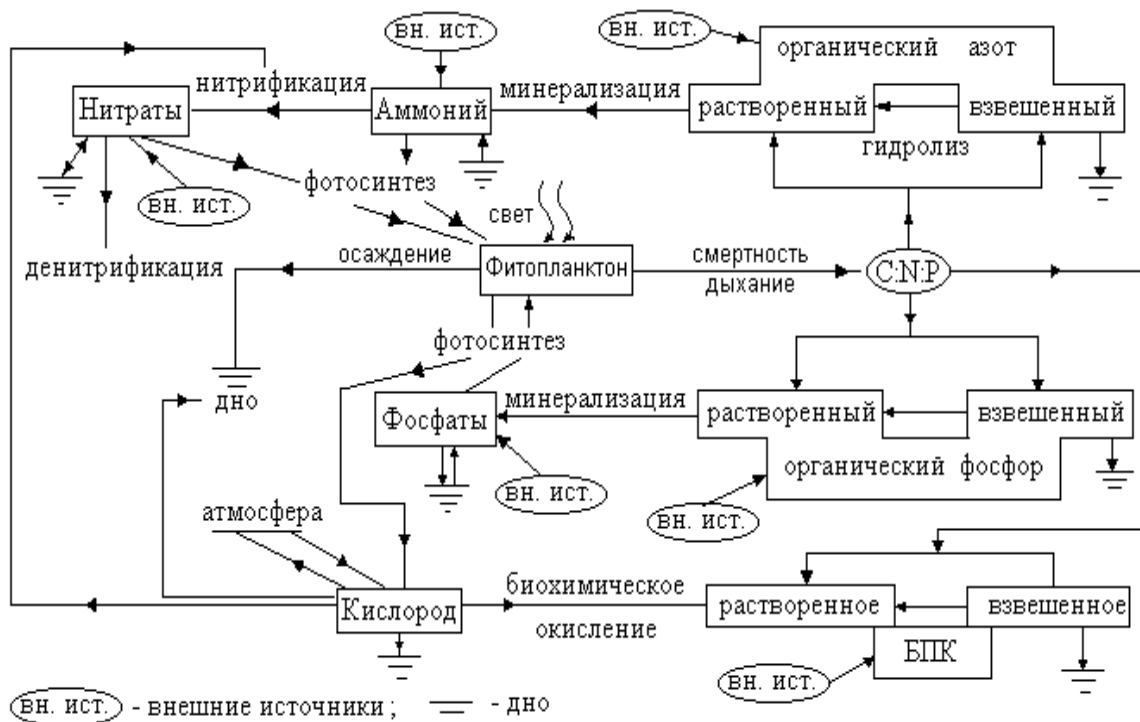 вн. ист.
вн. ист.
органический азот
нитрификация
минерализация
Нитраты
Аммоний
растворенный
взвешенный
гидролиз
фотосинтез
вн. ист.
свет
денитрификация
осаждение
Фитопланктон
смертность
дыхание
C:N:P
фотосинтез
дно
Фосфаты
минерализация
растворенный
взвешенный
органический фосфор
вн. ист.
вн. ист.
атмосфера
Кислород
биохимическое
окисление
растворенное
взвешенное
БПК
вн. ист.
вн. ист. - внешние источники ; - дно